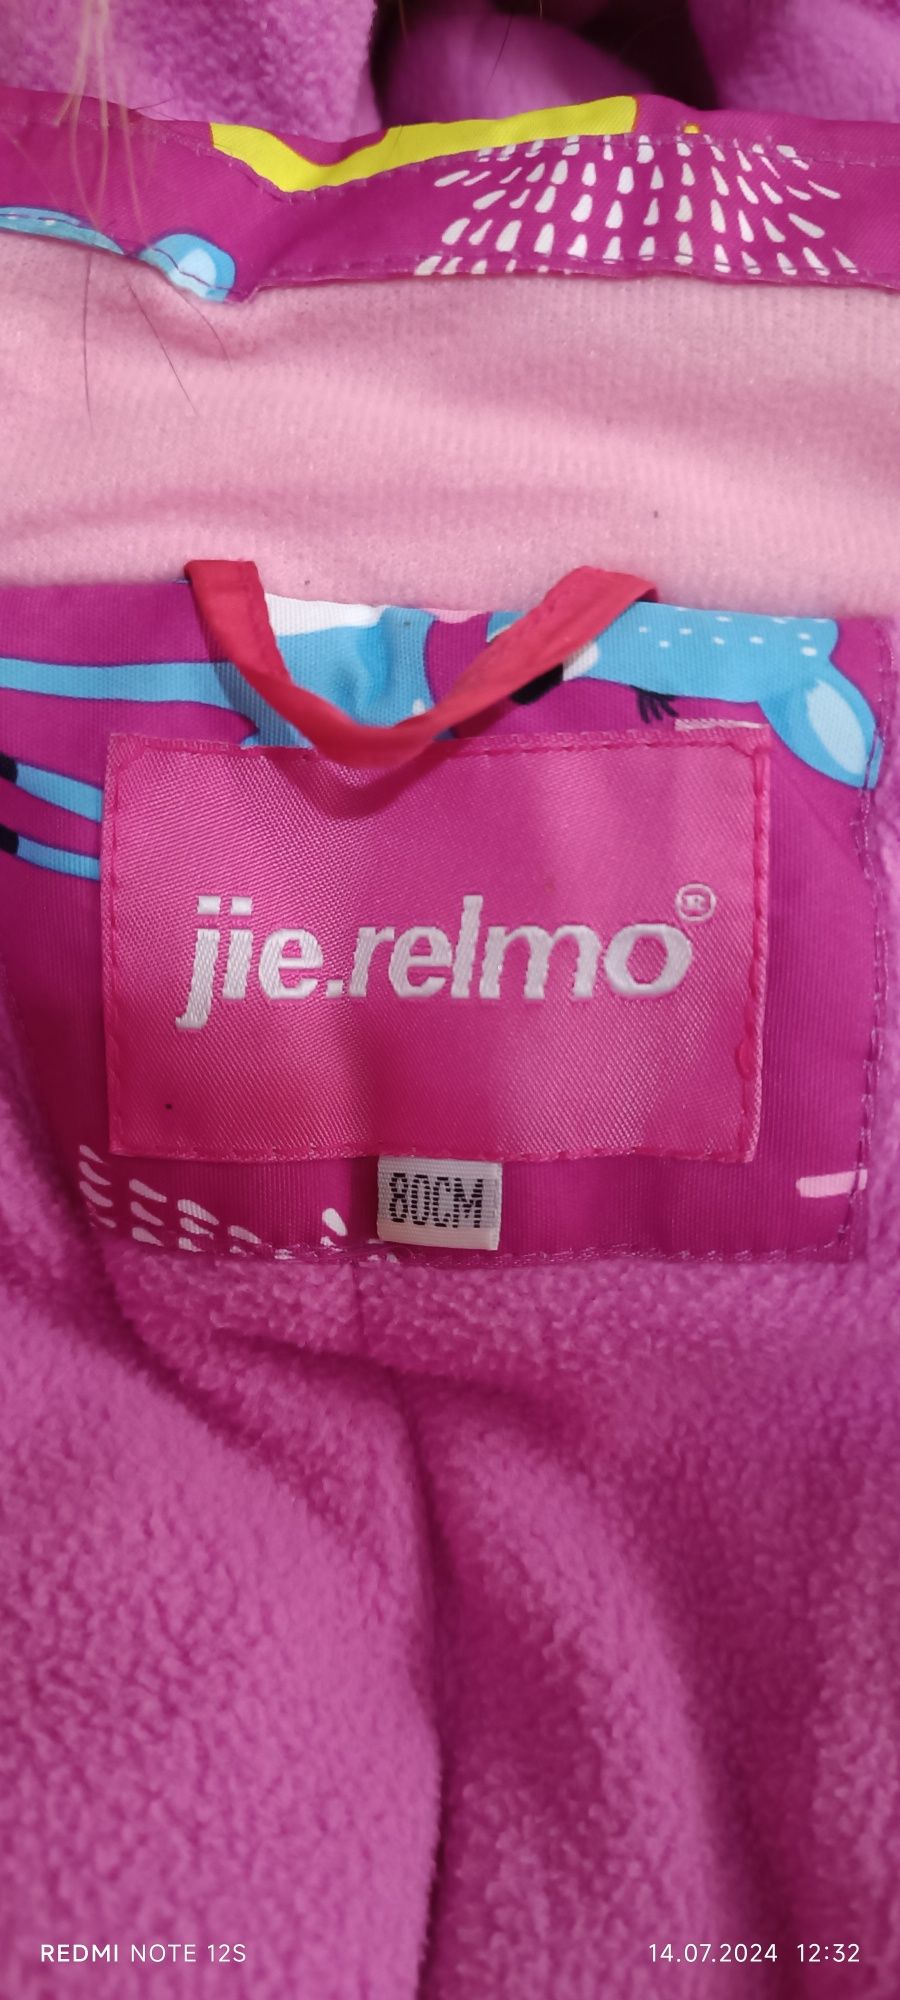 jie.relmo®
80CM
REDMI NOTE 12S
14.07.2024 12:32